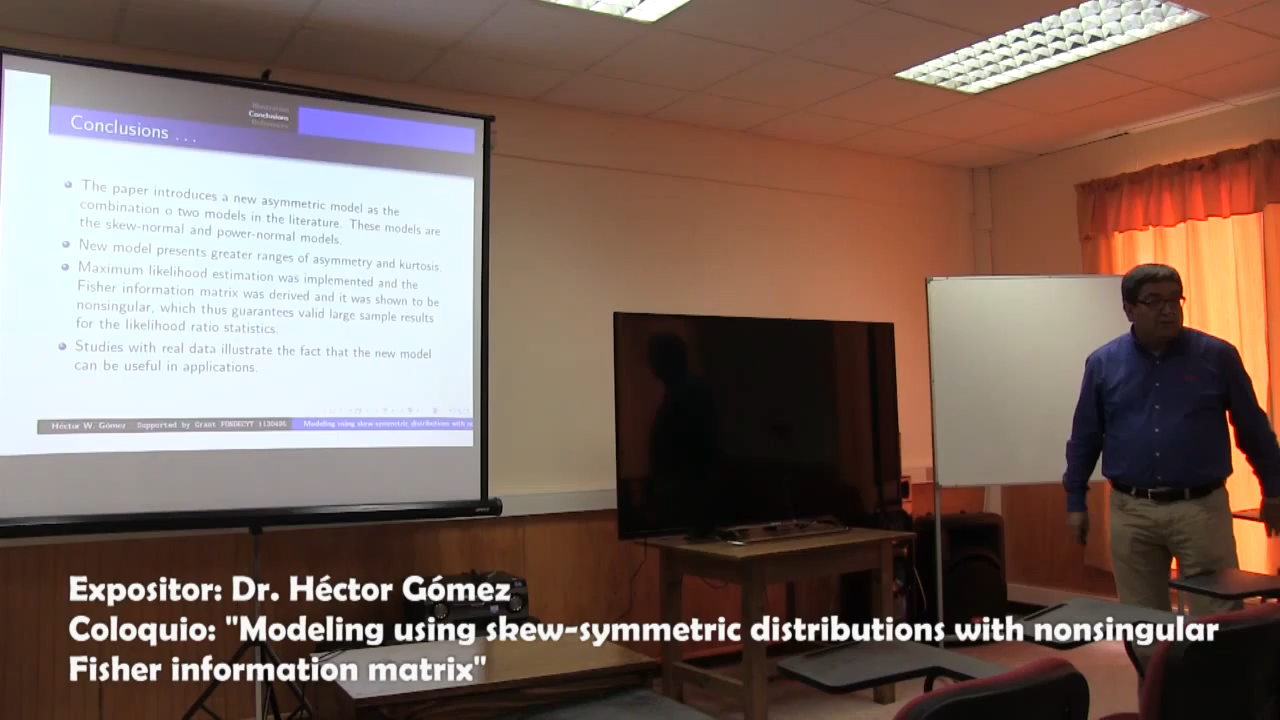 Illustration
Conclusions
References
Conclusions . . .
The paper introduces a new asymmetric model as the
combination o two models in the literature. These models are
the skew-normal and power-normal models.
New model presents greater ranges of asymmetry and kurtosis.
Maximum likelihood estimation was implemented and the
Fisher information matrix was derived and it was shown to be
nonsingular, which thus guarantees valid large sample results
for the likelihood ratio statistics.
Studies with real data illustrate the fact that the new model
can be useful in applications.
Héctor W. Gómez Supported by Grant FONDECYT 1130495 Modeling using skew-symmetric distributions with
Expositor: Dr. Héctor Gómez
Coloquio: "Modeling using skew-symmetric distributions with nonsingular
Fisher information matrix"